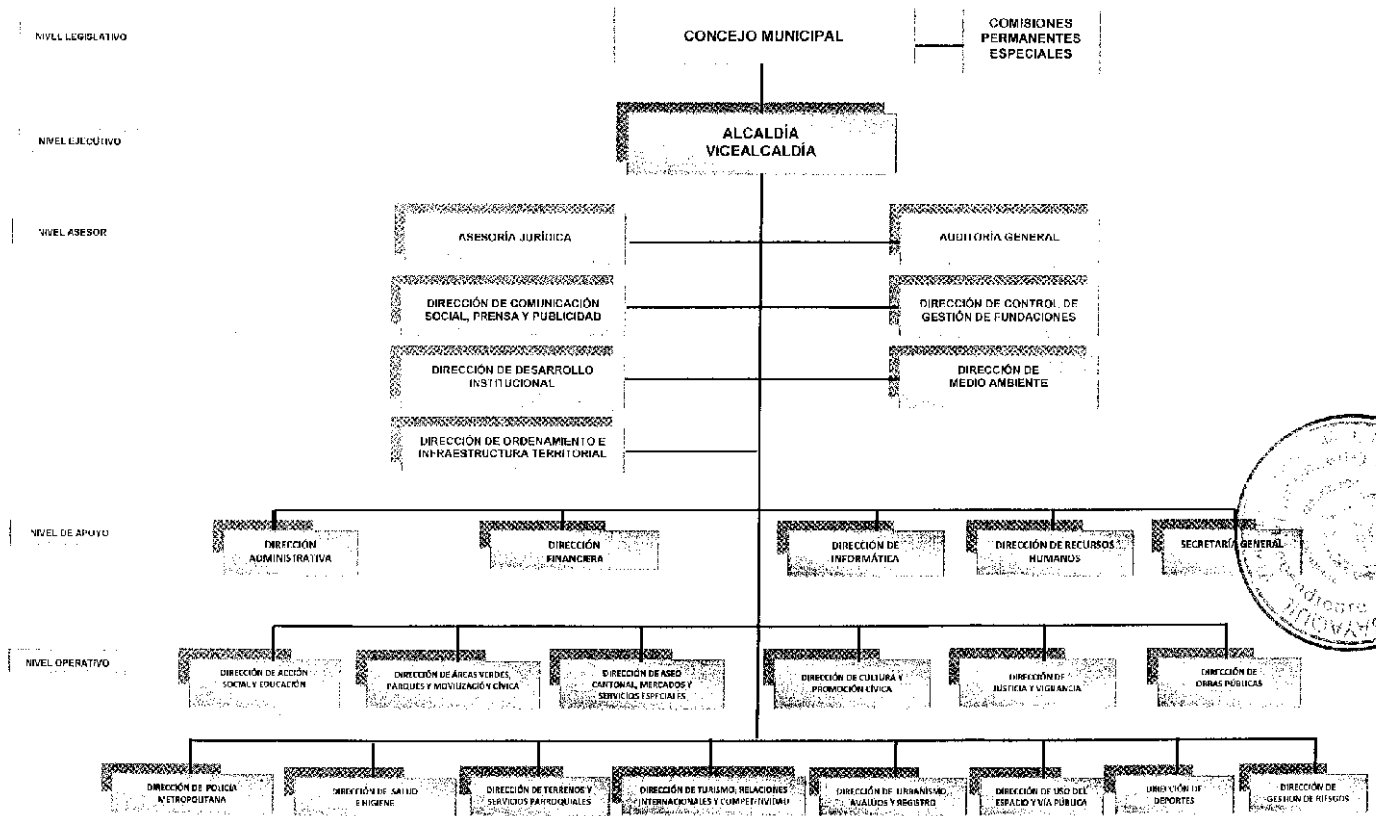 NIVEL LEGISLATIVO
CONCEJO MUNICIPAL
COMISIONES
PERMANENTES
ESPECIALES
NIVEL EJECUTIVO
ALCALDÍA
VICEALCALDÍA
NIVEL ASESOR
ASESORÍA JURÍDICA
AUDITORÍA GENERAL
DIRECCIÓN DE COMUNICACIÓN
SOCIAL, PRENSA Y PUBLICIDAD
DIRECCIÓN DE CONTROL DE
GESTIÓN DE FUNDACIONES
DIRECCIÓN DE DESARROLLO
INSTITUCIONAL
DIRECCIÓN DE
MEDIO AMBIENTE
DIRECCIÓN DE ORDENAMIENTO E
INFRAESTRUCTURA TERRITORIAL
NIVEL DE APOYO
DIRECCIÓN
ADMINISTRATIVA
DIRECCIÓN
FINANCIERA
DIRECCIÓN DE
INFORMÁTICA
DIRECCIÓN DE RECURSOS
HUMANOS
SECRETARÍA GENERAL
NIVEL OPERATIVO
DIRECCIÓN DE ACCIÓN
SOCIAL Y EDUCACIÓN
DIRECCIÓN DE ÁREAS VERDES,
PARQUES Y MOVILIZACIÓN CÍVICA
DIRECCIÓN DE ASEO
CANTONAL, MERCADOS Y
SERVICIOS ESPECIALES
DIRECCIÓN DE CULTURA Y
PROMOCIÓN CÍVICA
DIRECCIÓN DE
JUSTICIA Y VIGILANCIA
DIRECCIÓN DE
OBRAS PÚBLICAS
DIRECCIÓN DE POLICÍA
METROPOLITANA
DIRECCIÓN DE SALUD
E HIGIENE
DIRECCIÓN DE TERRENOS Y
SERVICIOS PARROQUIALES
DIRECCIÓN DE TURISMO, RELACIONES
INTERNACIONALES Y COMPETITIVIDAD
DIRECCIÓN DE URBANISMO,
AVALÚOS Y REGISTRO
DIRECCIÓN DE USO DEL
ESPACIO Y VÍA PÚBLICA
DIRECCIÓN DE
DEPORTES
DIRECCIÓN DE
GESTIÓN DE RIESGOS